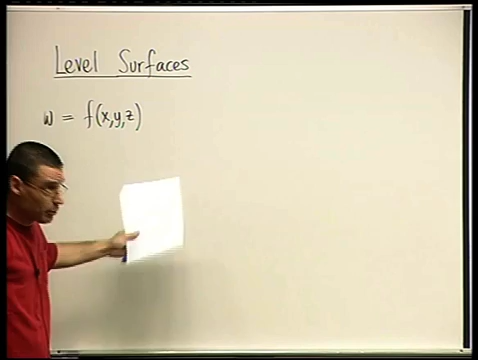 Level Surfaces
w = f(x,y,z)